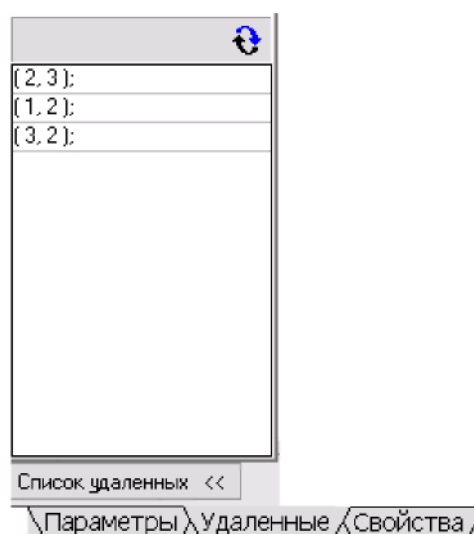 ( 2, 3 );
( 1, 2 );
( 3, 2 );
Список удаленных <<
Параметры Удаленные Свойства